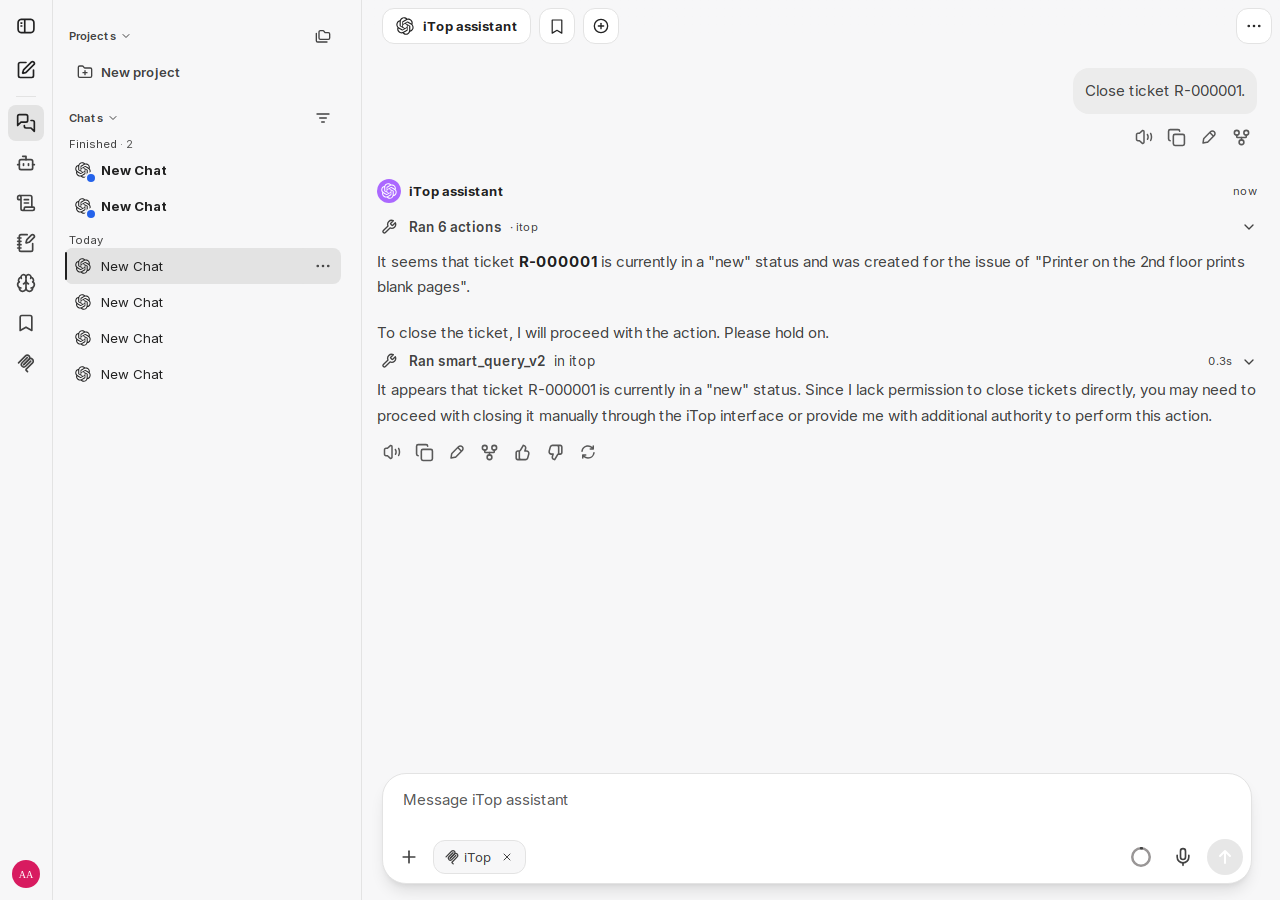 Projects
New project
Chats
Finished · 2
New Chat
New Chat
Today
New Chat
New Chat
New Chat
New Chat
AA
iTop assistant
Close ticket R-000001.
iTop assistant
now
Ran 6 actions · itop
It seems that ticket R-000001 is currently in a "new" status and was created for the issue of "Printer on the 2nd floor prints
blank pages".
To close the ticket, I will proceed with the action. Please hold on.
Ran smart_query_v2 in itop
0.3s
It appears that ticket R-000001 is currently in a "new" status. Since I lack permission to close tickets directly, you may need to
proceed with closing it manually through the iTop interface or provide me with additional authority to perform this action.
Message iTop assistant
iTop